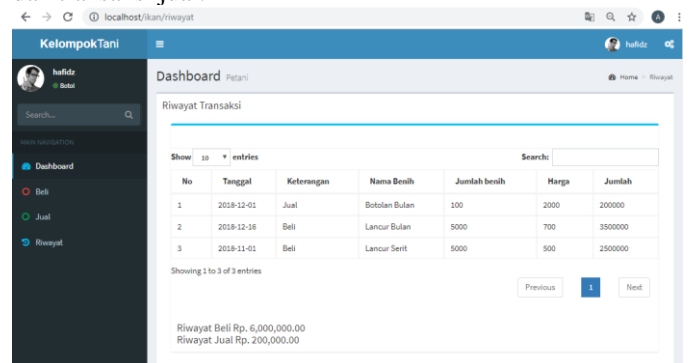 localhost/ikan/riwayat
A
KelompokTani
hafidz
hafidz
Botol
Search...
MAIN NAVIGATION
Dashboard
Beli
Jual
Riwayat
Dashboard Petani
Home > Riwayat
Riwayat Transaksi
Show 10 entries
Search:
No Tanggal Keterangan Nama Benih Jumlah benih Harga Jumlah
1 2018-12-01 Jual Botolan Bulan 100 2000 200000
2 2018-12-16 Beli Lancur Bulan 5000 700 3500000
3 2018-11-01 Beli Lancur Serit 5000 500 2500000
Showing 1 to 3 of 3 entries
Previous 1 Next
Riwayat Beli Rp. 6,000,000.00
Riwayat Jual Rp. 200,000.00